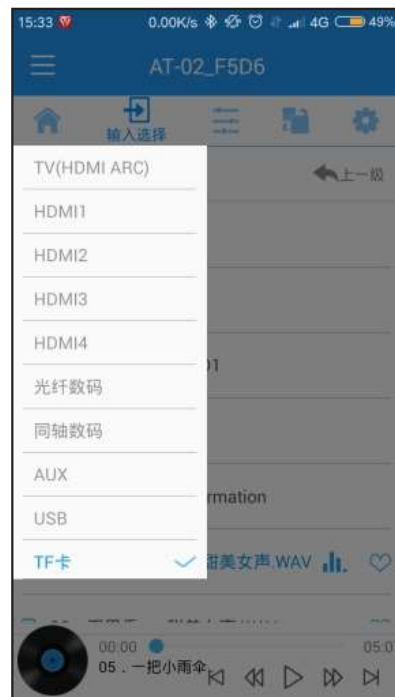 15:33 0.00K/s 4G 49%
AT-02_F5D6
输入选择
TV(HDMI ARC)
上一级
HDMI1
HDMI2
HDMI3
HDMI4
01
光纤数码
同轴数码
AUX
rmation
USB
TF卡
甜美女声.WAV
00:00
05:0
05．一把小雨伞